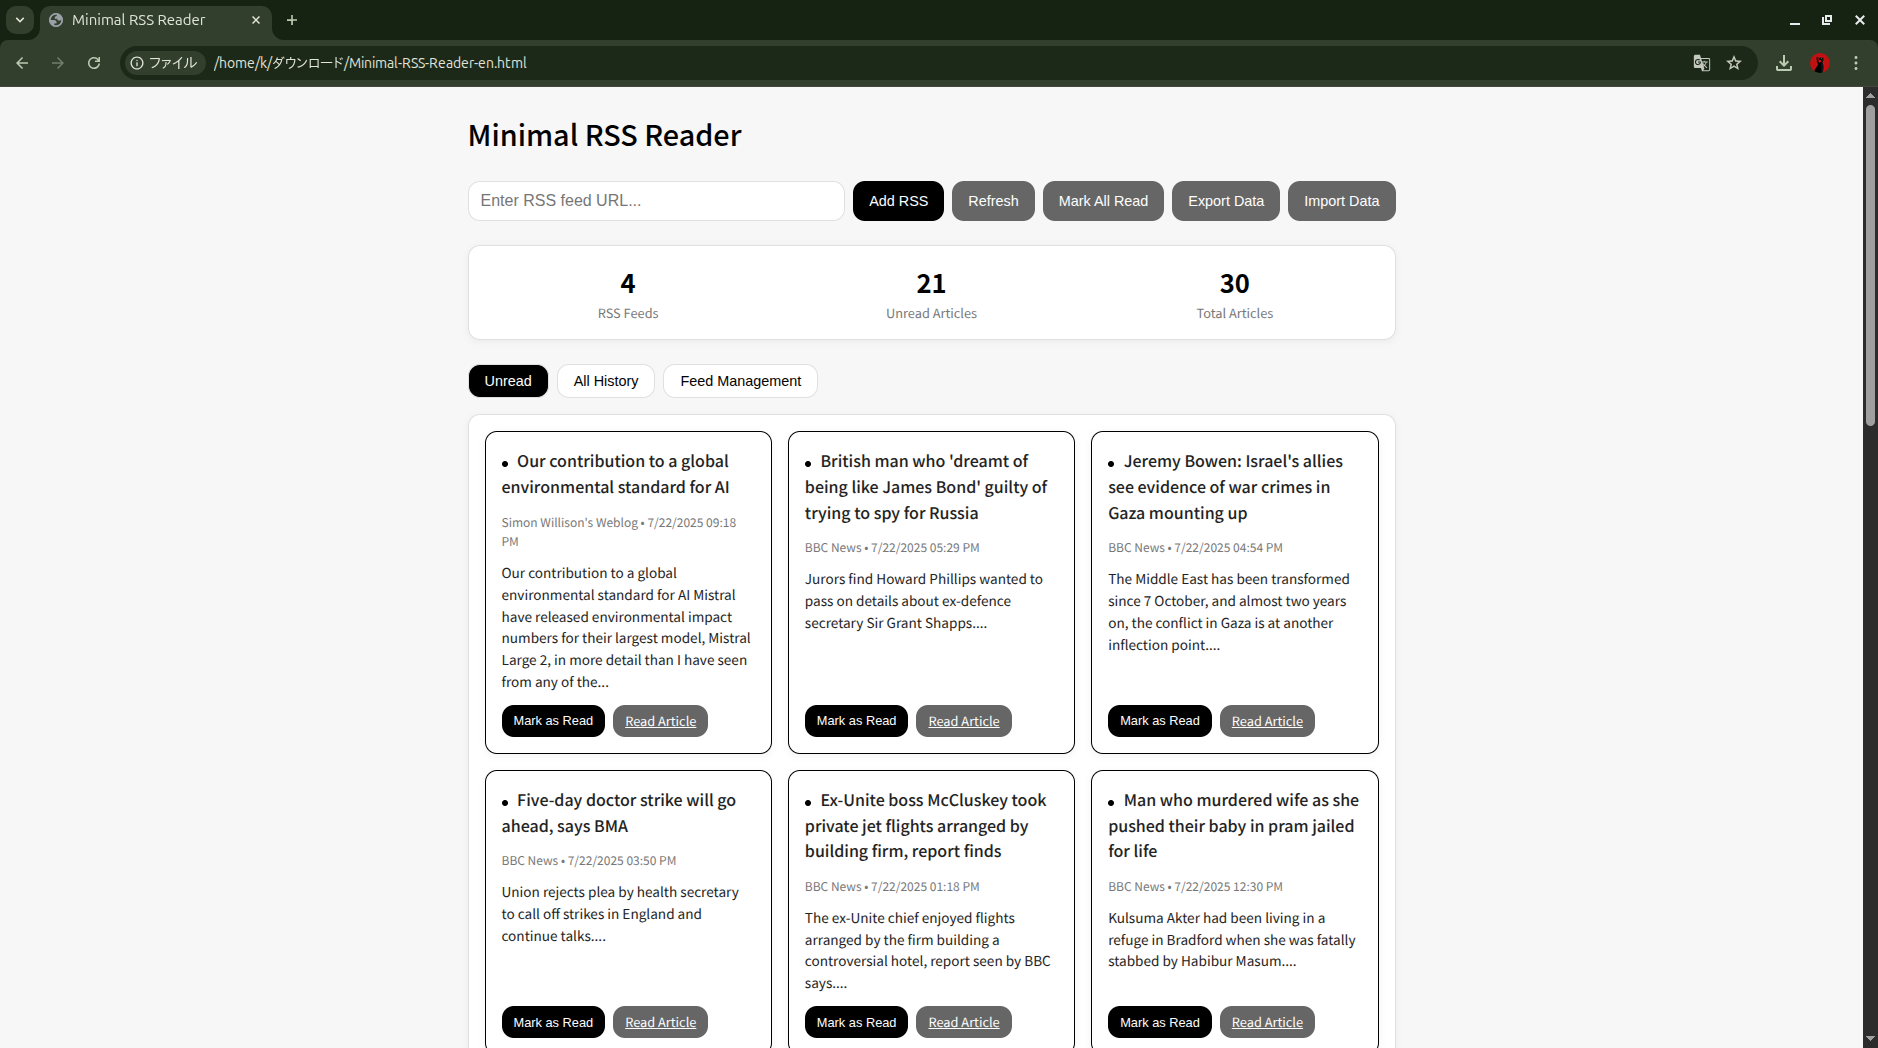 Minimal RSS Reader
ファイル /home/k/ダウンロード/Minimal-RSS-Reader-en.html
Minimal RSS Reader
Enter RSS feed URL... Add RSS Refresh Mark All Read Export Data Import Data
4 21 30
RSS Feeds Unread Articles Total Articles
Unread All History Feed Management
• Our contribution to a global
environmental standard for AI
Simon Willison's Weblog • 7/22/2025 09:18
PM
Our contribution to a global
environmental standard for AI Mistral
have released environmental impact
numbers for their largest model, Mistral
Large 2, in more detail than I have seen
from any of the...
Mark as Read Read Article
• British man who 'dreamt of
being like James Bond' guilty of
trying to spy for Russia
BBC News • 7/22/2025 05:29 PM
Jurors find Howard Phillips wanted to
pass on details about ex-defence
secretary Sir Grant Shapps....
Mark as Read Read Article
• Jeremy Bowen: Israel's allies
see evidence of war crimes in
Gaza mounting up
BBC News • 7/22/2025 04:54 PM
The Middle East has been transformed
since 7 October, and almost two years
on, the conflict in Gaza is at another
inflection point....
Mark as Read Read Article
• Five-day doctor strike will go
ahead, says BMA
BBC News • 7/22/2025 03:50 PM
Union rejects plea by health secretary
to call off strikes in England and
continue talks....
Mark as Read Read Article
• Ex-Unite boss McCluskey took
private jet flights arranged by
building firm, report finds
BBC News • 7/22/2025 01:18 PM
The ex-Unite chief enjoyed flights
arranged by the firm building a
controversial hotel, report seen by BBC
says....
Mark as Read Read Article
• Man who murdered wife as she
pushed their baby in pram jailed
for life
BBC News • 7/22/2025 12:30 PM
Kulsuma Akter had been living in a
refuge in Bradford when she was fatally
stabbed by Habibur Masum....
Mark as Read Read Article